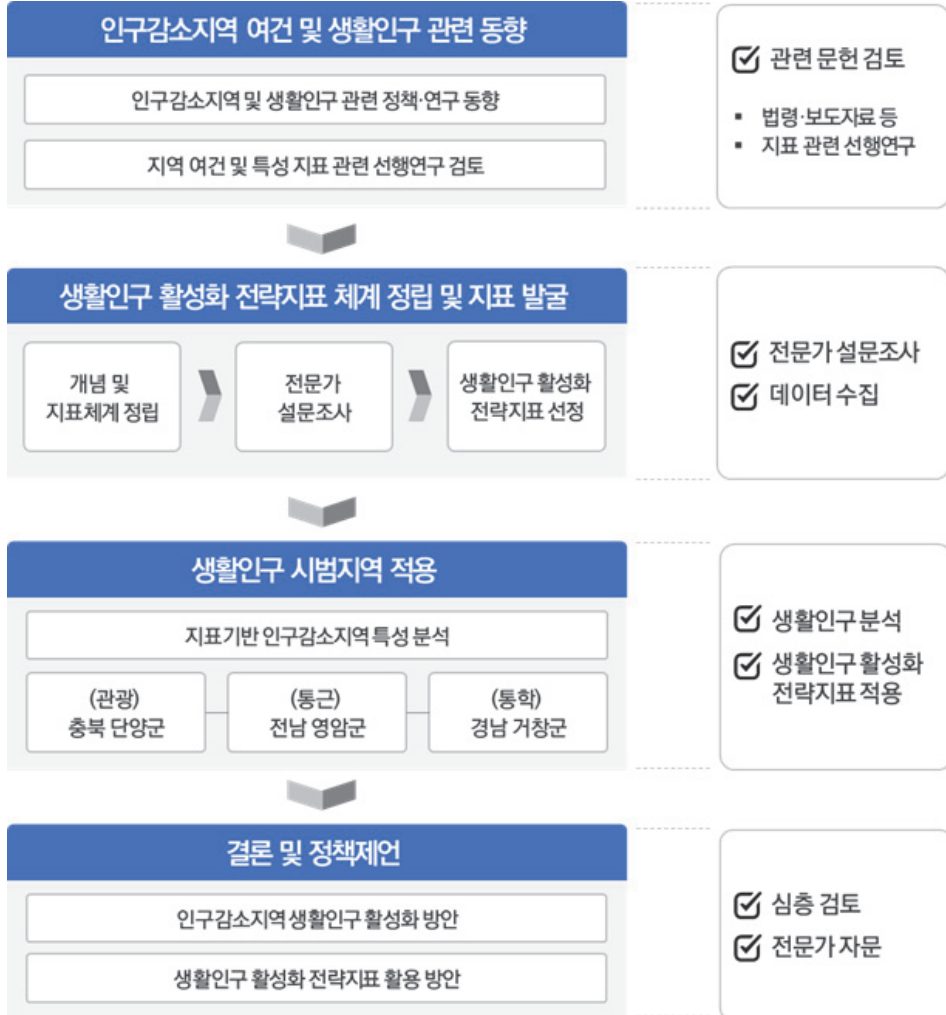 인구감소지역 여건 및 생활인구 관련 동향
인구감소지역 및 생활인구 관련 정책·연구 동향
지역 여건 및 특성 지표 관련 선행연구 검토
관련 문헌 검토
▪ 법령·보도자료 등
▪ 지표 관련 선행연구
생활인구 활성화 전략지표 체계 정립 및 지표 발굴
개념 및
지표체계 정립
전문가
설문조사
생활인구 활성화
전략지표 선정
전문가 설문조사
데이터 수집
생활인구 시범지역 적용
지표기반 인구감소지역 특성 분석
(관광)
충북 단양군
(통근)
전남 영암군
(통학)
경남 거창군
생활인구 분석
생활인구 활성화
전략지표 적용
결론 및 정책제언
인구감소지역 생활인구 활성화 방안
생활인구 활성화 전략지표 활용 방안
심층 검토
전문가 자문